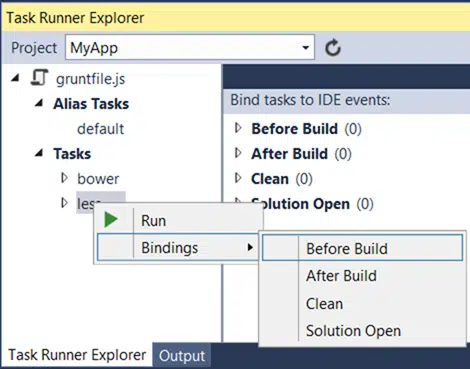 Task Runner Explorer
Project MyApp
gruntfile.js
Alias Tasks
default
Tasks
bower
less
Bind tasks to IDE events:
Before Build (0)
After Build (0)
Clean (0)
Solution Open (0)
Run
Bindings
Before Build
After Build
Clean
Solution Open
Task Runner Explorer Output